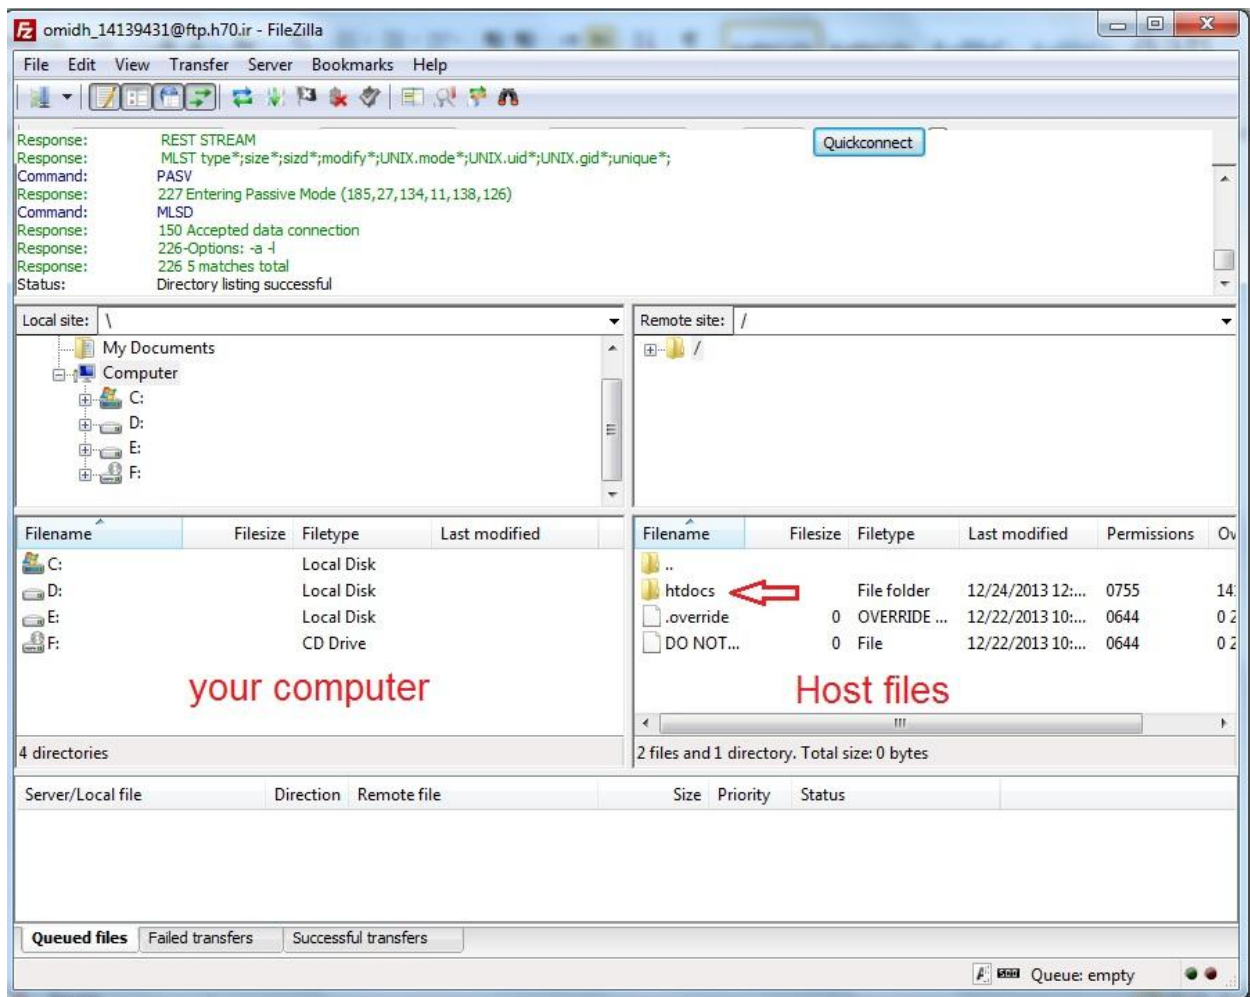 omidh_14139431@ftp.h70.ir - FileZilla
File Edit View Transfer Server Bookmarks Help
Quickconnect
Response: REST STREAM
Response: MLST type*;size*;sizd*;modify*;UNIX.mode*;UNIX.uid*;UNIX.gid*;unique*;
Command: PASV
Response: 227 Entering Passive Mode (185,27,134,11,138,126)
Command: MLSD
Response: 150 Accepted data connection
Response: 226-Options: -a -l
Response: 226 5 matches total
Status: Directory listing successful
Local site: \
My Documents
Computer
C:
D:
E:
F:
Remote site: /
/
Filename Filesize Filetype Last modified
C: Local Disk
D: Local Disk
E: Local Disk
F: CD Drive
your computer
4 directories
Filename Filesize Filetype Last modified Permissions Ov
..
htdocs File folder 12/24/2013 12:... 0755 14:
.override 0 OVERRIDE ... 12/22/2013 10:... 0644 0 2
DO NOT... 0 File 12/22/2013 10:... 0644 0 2
Host files
2 files and 1 directory. Total size: 0 bytes
Server/Local file Direction Remote file Size Priority Status
Queued files Failed transfers Successful transfers
Queue: empty